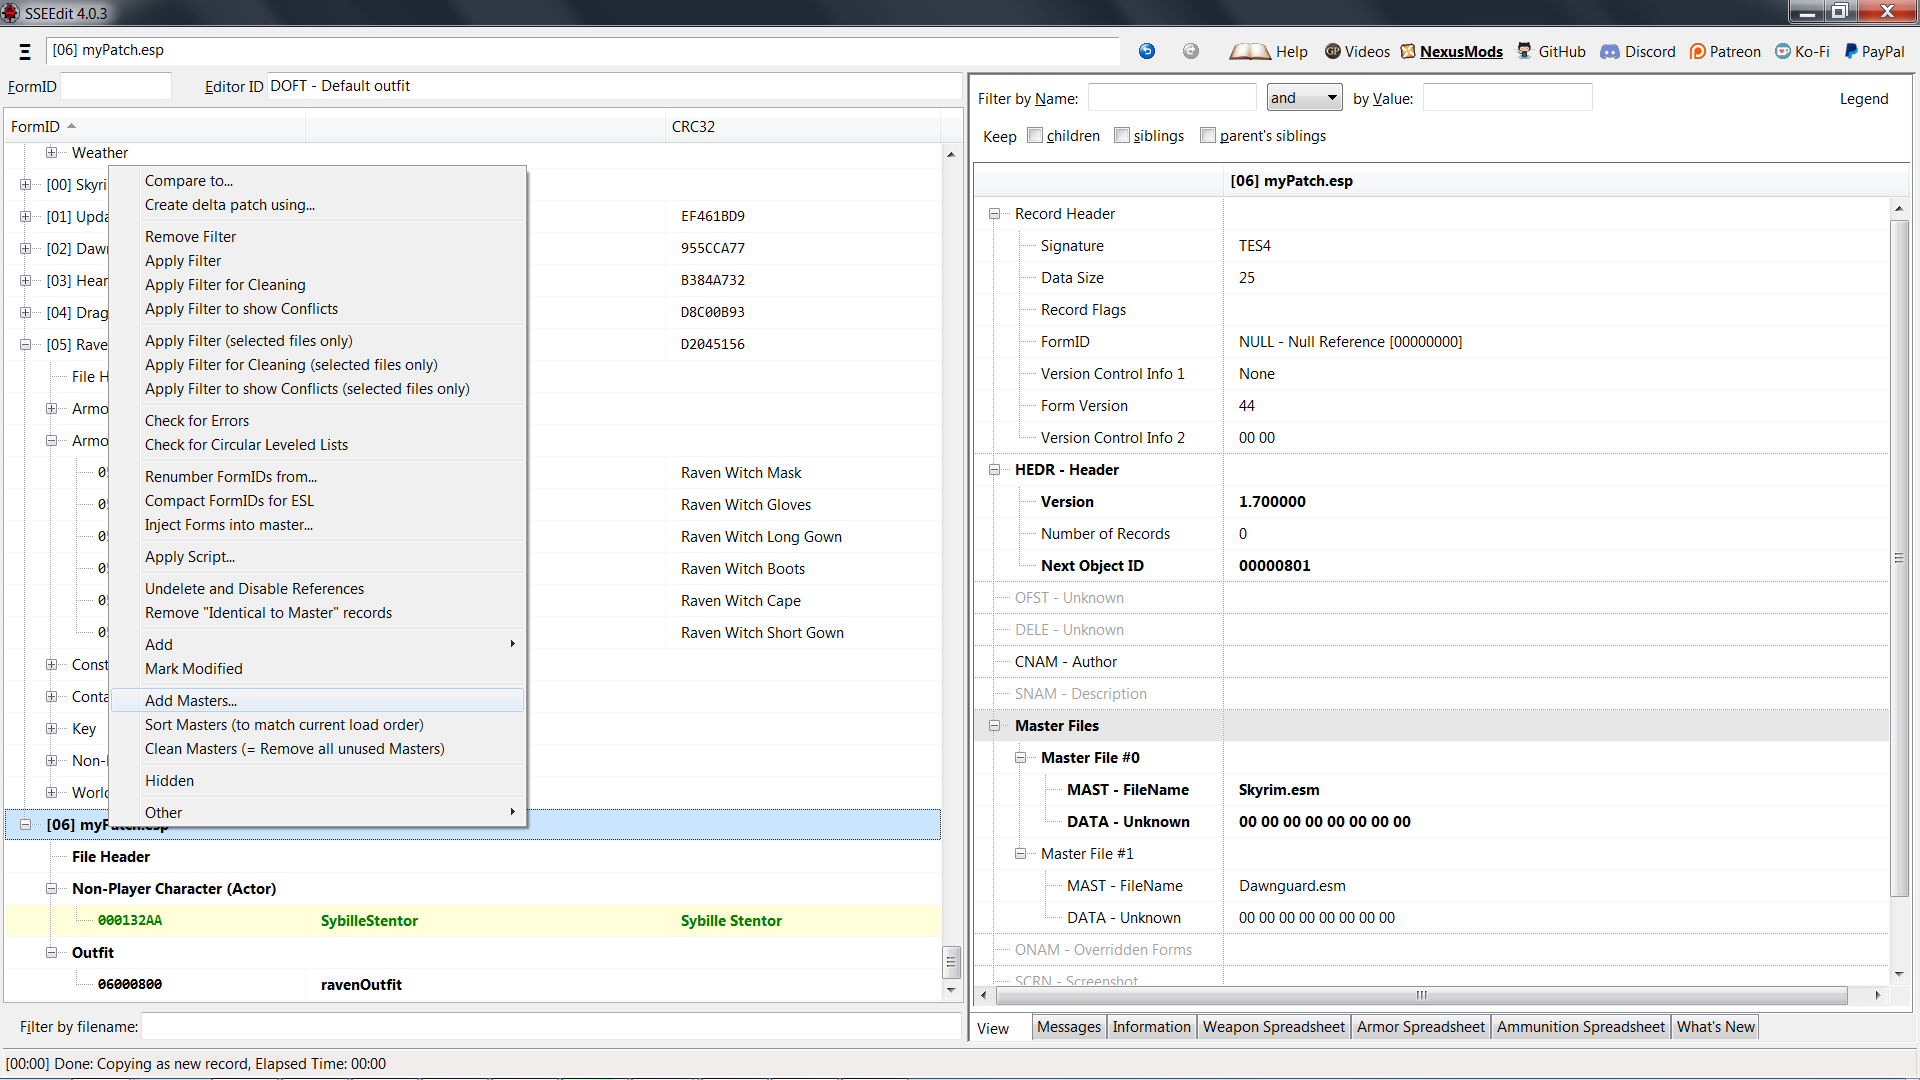 SSEEdit 4.0.3
[06] myPatch.esp
Help
Videos
NexusMods
GitHub
Discord
Patreon
Ko-Fi
PayPal
FormID
Editor ID
DOFT - Default outfit
FormID
CRC32
Weather
[00] Skyri
[01] Upda
EF461BD9
[02] Dawn
955CCA77
[03] Hear
B384A732
[04] Drag
D8C00B93
[05] Rave
D2045156
File H
Armo
Armo
Raven Witch Mask
Raven Witch Gloves
Raven Witch Long Gown
Raven Witch Boots
Raven Witch Cape
Raven Witch Short Gown
Const
Conta
Key
Non-
World
[06] myPatch.esp
File Header
Non-Player Character (Actor)
000132AA
SybilleStentor
Sybille Stentor
Outfit
06000800
ravenOutfit
Compare to...
Create delta patch using...
Remove Filter
Apply Filter
Apply Filter for Cleaning
Apply Filter to show Conflicts
Apply Filter (selected files only)
Apply Filter for Cleaning (selected files only)
Apply Filter to show Conflicts (selected files only)
Check for Errors
Check for Circular Leveled Lists
Renumber FormIDs from...
Compact FormIDs for ESL
Inject Forms into master...
Apply Script...
Undelete and Disable References
Remove "Identical to Master" records
Add
Mark Modified
Add Masters...
Sort Masters (to match current load order)
Clean Masters (= Remove all unused Masters)
Hidden
Other
Filter by filename:
Filter by Name:
and
by Value:
Legend
Keep
children
siblings
parent's siblings
[06] myPatch.esp
Record Header
Signature
TES4
Data Size
25
Record Flags
FormID
NULL - Null Reference [00000000]
Version Control Info 1
None
Form Version
44
Version Control Info 2
00 00
HEDR - Header
Version
1.700000
Number of Records
0
Next Object ID
00000801
OFST - Unknown
DELE - Unknown
CNAM - Author
SNAM - Description
Master Files
Master File #0
MAST - FileName
Skyrim.esm
DATA - Unknown
00 00 00 00 00 00 00 00
Master File #1
MAST - FileName
Dawnguard.esm
DATA - Unknown
00 00 00 00 00 00 00 00
ONAM - Overridden Forms
SCRN - Screenshot
View
Messages
Information
Weapon Spreadsheet
Armor Spreadsheet
Ammunition Spreadsheet
What's New
[00:00] Done: Copying as new record, Elapsed Time: 00:00